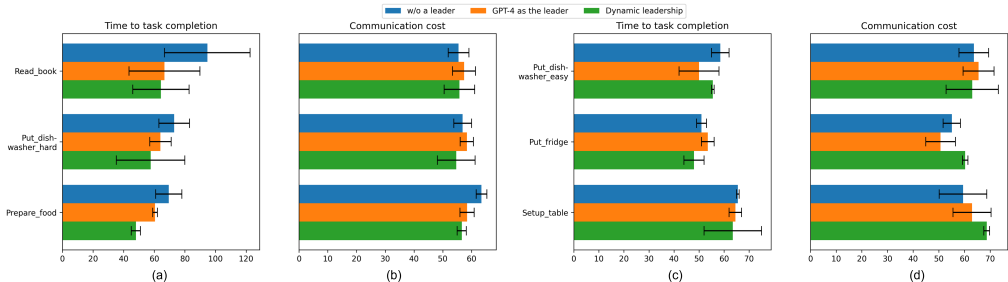 w/o a leader GPT-4 as the leader Dynamic leadership
Time to task completion
Read_book
Put_dish-
washer_hard
Prepare_food
0 20 40 60 80 100 120
(a)
Communication cost
0 10 20 30 40 50 60
(b)
Time to task completion
Put_dish-
washer_easy
Put_fridge
Setup_table
0 10 20 30 40 50 60 70
(c)
Communication cost
0 10 20 30 40 50 60 70
(d)